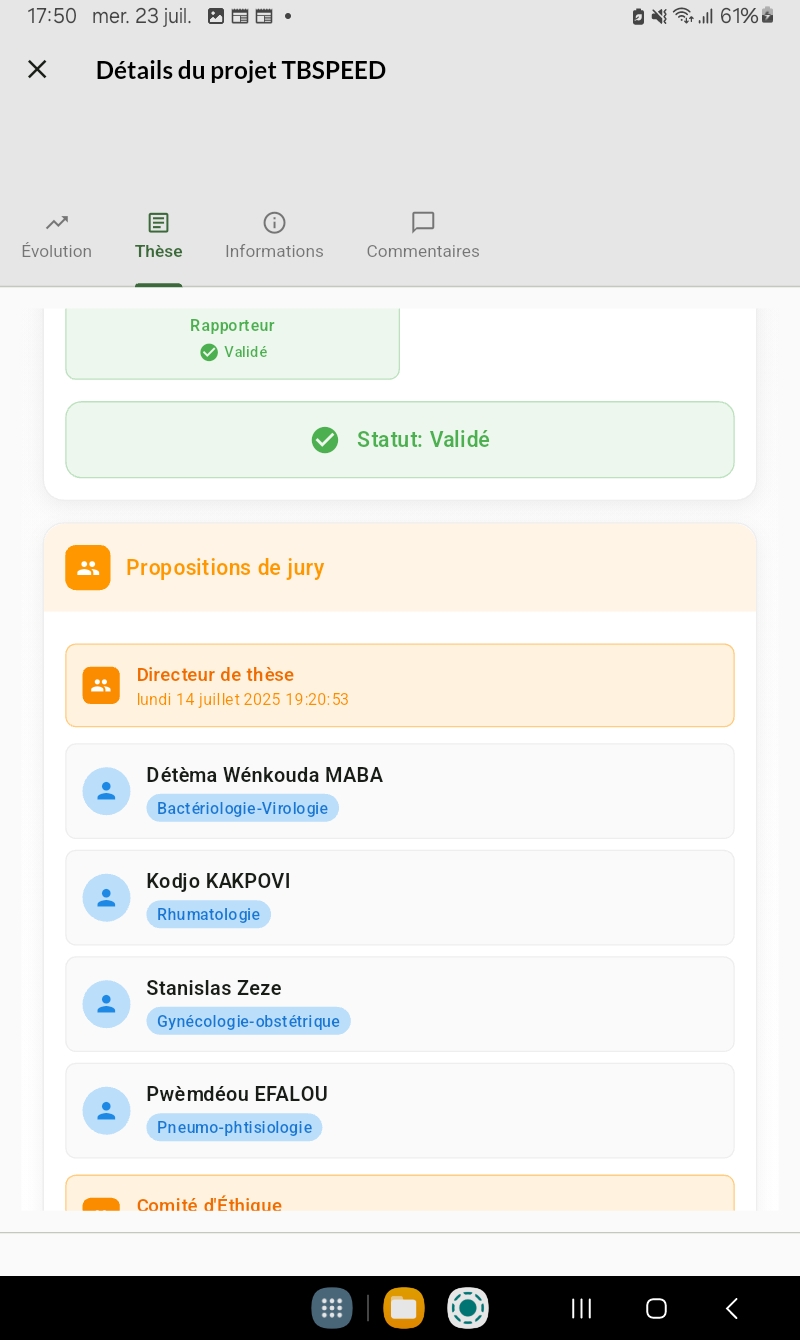 17:50 mer. 23 juil. 61%
Détails du projet TBSPEED
Évolution
Thèse
Informations
Commentaires
Rapporteur
Validé
Statut: Validé
Propositions de jury
Directeur de thèse
lundi 14 juillet 2025 19:20:53
Détèma Wénkouda MABA
Bactériologie-Virologie
Kodjo KAKPOVI
Rhumatologie
Stanislas Zeze
Gynécologie-obstétrique
Pwèmdéou EFALOU
Pneumo-phtisiologie
Comité d'Éthique